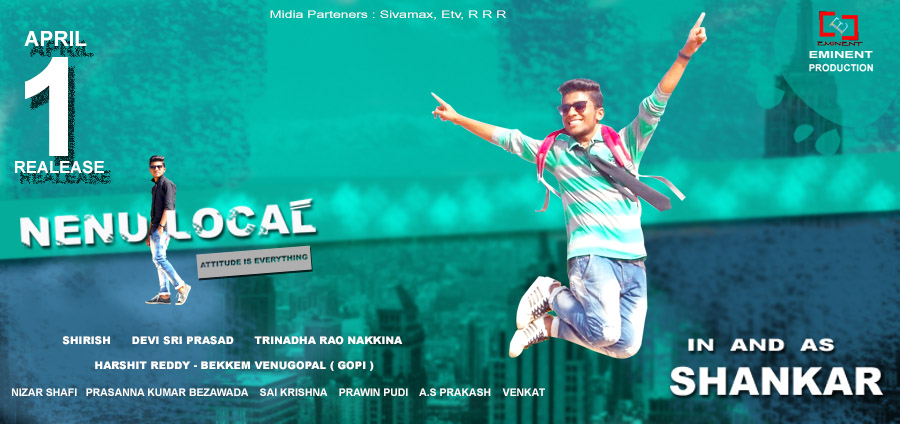 Midia Parteners : Sivamax, Etv, R R R
APRIL
1
REALEASE
EMINENT
EMINENT
PRODUCTION
NENU LOCAL
ATTITUDE IS EVERYTHING
SHIRISH DEVI SRI PRASAD TRINADHA RAO NAKKINA
HARSHIT REDDY - BEKKEM VENUGOPAL ( GOPI )
NIZAR SHAFI PRASANNA KUMAR BEZAWADA SAI KRISHNA PRAWIN PUDI A.S PRAKASH VENKAT
IN AND AS
SHANKAR